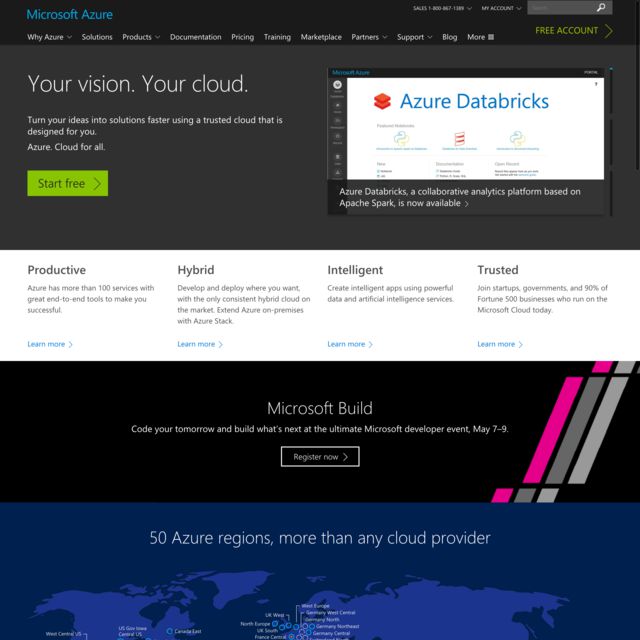 Microsoft Azure
SALES 1-800-867-1389
MY ACCOUNT
Search
Why Azure
Solutions
Products
Documentation
Pricing
Training
Marketplace
Partners
Support
Blog
More
FREE ACCOUNT
Your vision. Your cloud.
Turn your ideas into solutions faster using a trusted cloud that is
designed for you.
Azure. Cloud for all.
Start free
Microsoft Azure
PORTAL
Azure Databricks
Featured Notebooks
New
Documentation
Open Recent
Azure Databricks, a collaborative analytics platform based on
Apache Spark, is now available
Productive
Azure has more than 100 services with
great end-to-end tools to make you
successful.
Learn more
Hybrid
Develop and deploy where you want,
with the only consistent hybrid cloud on
the market. Extend Azure on-premises
with Azure Stack.
Learn more
Intelligent
Create intelligent apps using powerful
data and artificial intelligence services.
Learn more
Trusted
Join startups, governments, and 90% of
Fortune 500 businesses who run on the
Microsoft Cloud today.
Learn more
Microsoft Build
Code your tomorrow and build what's next at the ultimate Microsoft developer event, May 7–9.
Register now
50 Azure regions, more than any cloud provider
West Europe
UK West
Germany West Central
Germany North
North Europe
Germany Northeast
US Gov Iowa
Canada East
UK South
Germany Central
West Central US
Central US
France Central